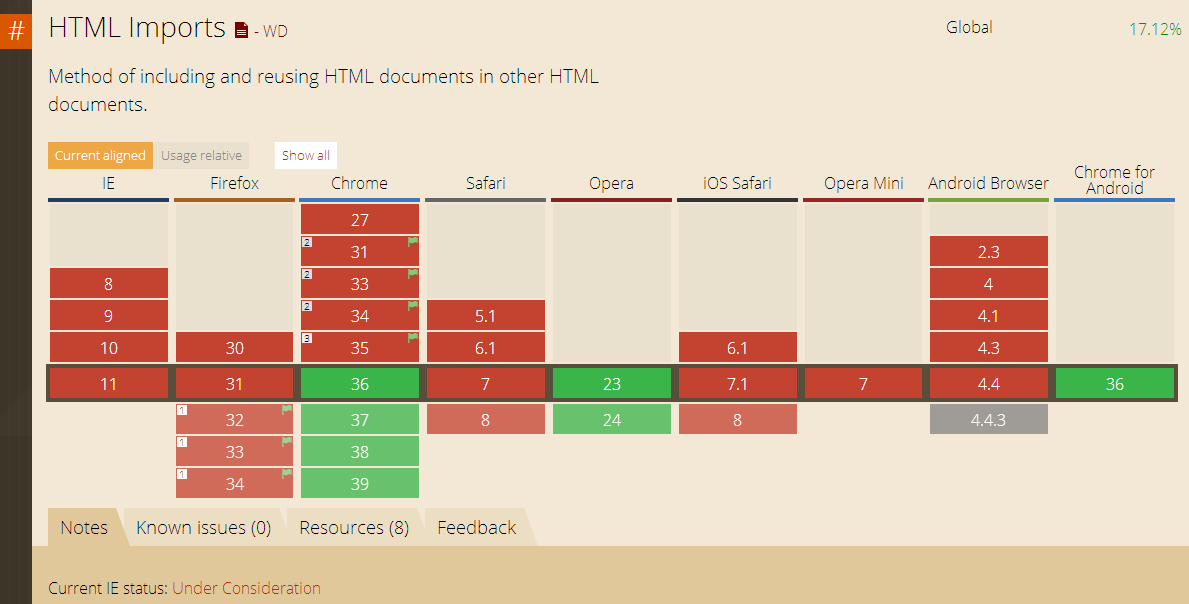 #
HTML Imports - WD
Global 17.12%
Method of including and reusing HTML documents in other HTML
documents.
Current aligned Usage relative Show all
IE Firefox Chrome Safari Opera iOS Safari Opera Mini Android Browser Chrome for
Android
27
2 31 2.3
8 2 33 4
9 2 34 5.1 4.1
10 30 3 35 6.1 6.1 4.3
11 31 36 7 23 7.1 7 4.4 36
1 32 37 8 24 8 4.4.3
1 33 38
1 34 39
Notes Known issues (0) Resources (8) Feedback
Current IE status: Under Consideration